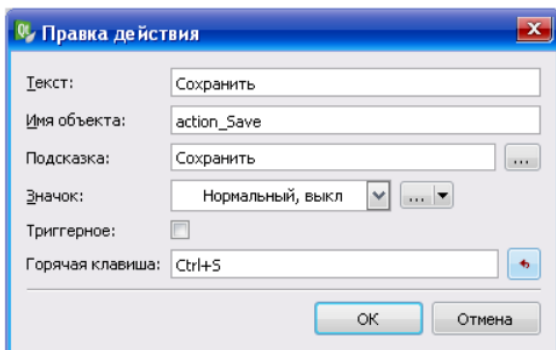 Правка действия
Текст: Сохранить
Имя объекта: action_Save
Подсказка: Сохранить ...
Значок: Нормальный, выкл ...
Триггерное:
Горячая клавиша: Ctrl+S
OK Отмена